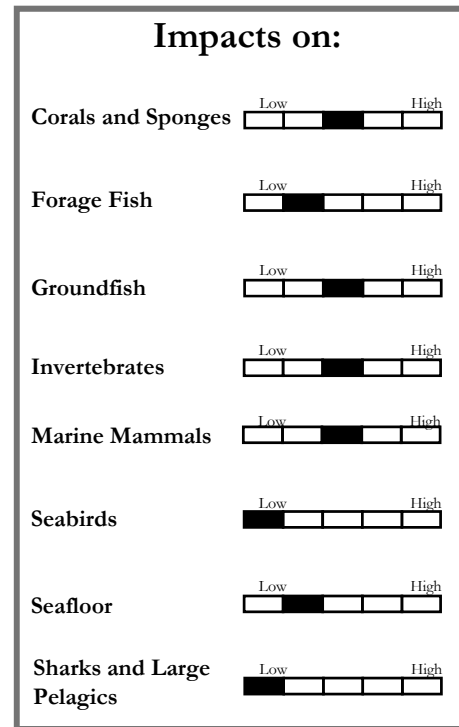 Impacts on:
Low High
Corals and Sponges
Low High
Forage Fish
Low High
Groundfish
Low High
Invertebrates
Low High
Marine Mammals
Low High
Seabirds
Low High
Seafloor
Sharks and Large
Low High
Pelagics